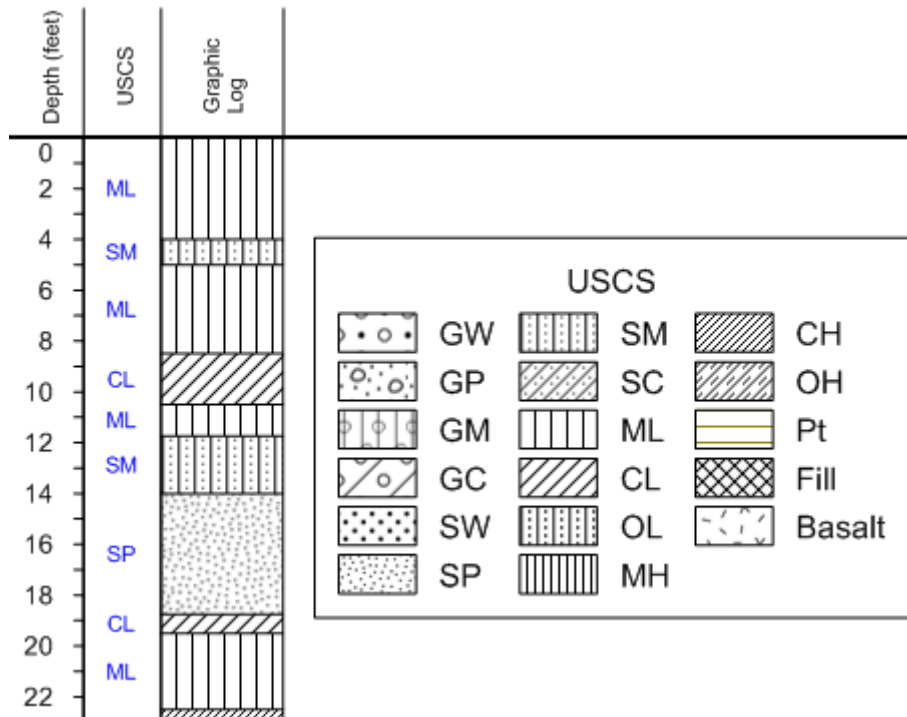 Depth (feet)
USCS
Graphic
Log
0
2
4
6
8
10
12
14
16
18
20
22
ML
SM
ML
CL
ML
SM
SP
CL
ML
USCS
GW
GP
GM
GC
SW
SP
SM
SC
ML
CL
OL
MH
CH
OH
Pt
Fill
Basalt